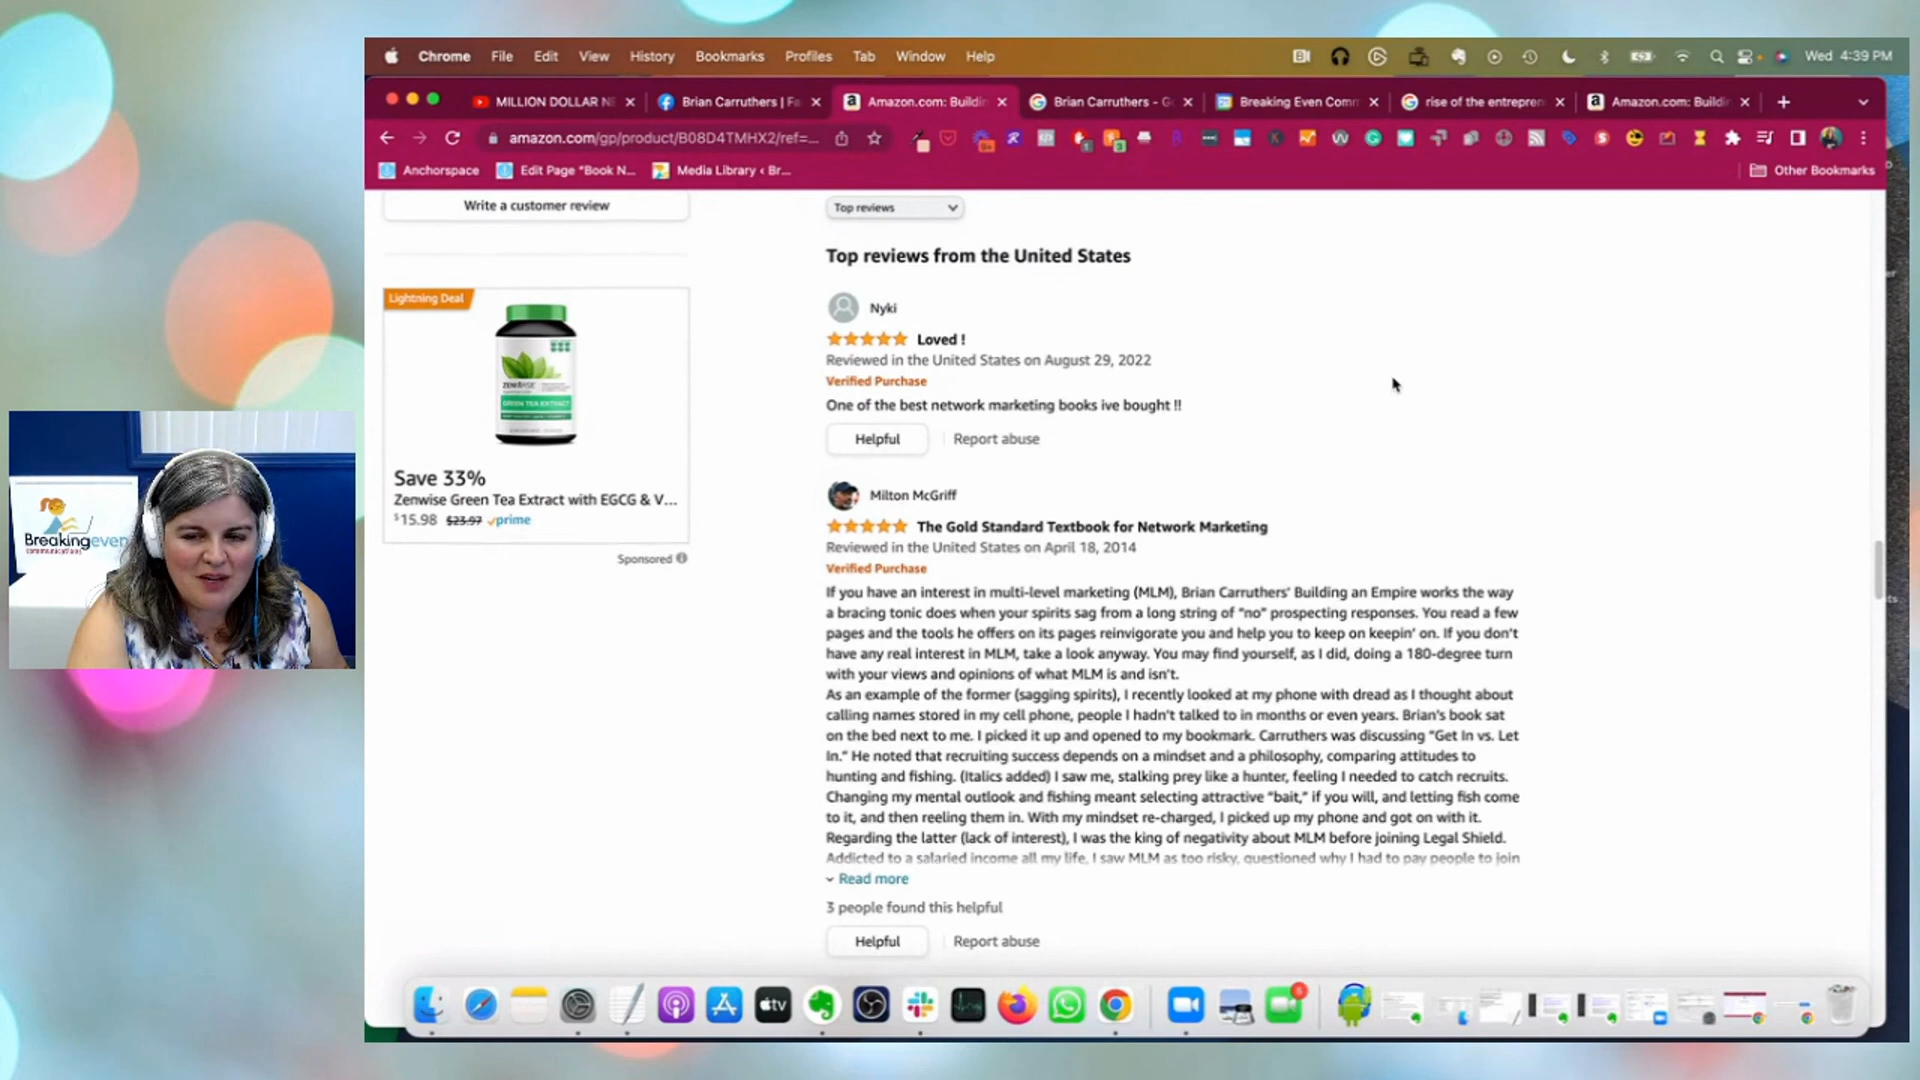 Chrome File Edit View History Bookmarks Profiles Tab Window Help Wed 4:39 PM
MILLION DOLLAR NE Brian Carruthers | Fa Amazon.com: Buildin Brian Carruthers - Go Breaking Even Comm rise of the entrepren Amazon.com: Buildin
amazon.com/gp/product/B08D4TMHX2/ref=...
Anchorspace Edit Page "Book N... Media Library ‹ Br... Other Bookmarks
Write a customer review
Top reviews
Top reviews from the United States
Lightning Deal
ZENWISE
GREEN TEA EXTRACT
Save 33%
Zenwise Green Tea Extract with EGCG & V...
$15.98 $23.97 prime
Sponsored
Nyki
Loved !
Reviewed in the United States on August 29, 2022
Verified Purchase
One of the best network marketing books ive bought !!
Helpful Report abuse
Milton McGriff
The Gold Standard Textbook for Network Marketing
Reviewed in the United States on April 18, 2014
Verified Purchase
If you have an interest in multi-level marketing (MLM), Brian Carruthers' Building an Empire works the way
a bracing tonic does when your spirits sag from a long string of "no" prospecting responses. You read a few
pages and the tools he offers on its pages reinvigorate you and help you to keep on keepin' on. If you don't
have any real interest in MLM, take a look anyway. You may find yourself, as I did, doing a 180-degree turn
with your views and opinions of what MLM is and isn't.
As an example of the former (sagging spirits), I recently looked at my phone with dread as I thought about
calling names stored in my cell phone, people I hadn't talked to in months or even years. Brian's book sat
on the bed next to me. I picked it up and opened to my bookmark. Carruthers was discussing "Get In vs. Let
In." He noted that recruiting success depends on a mindset and a philosophy, comparing attitudes to
hunting and fishing. (Italics added) I saw me, stalking prey like a hunter, feeling I needed to catch recruits.
Changing my mental outlook and fishing meant selecting attractive "bait," if you will, and letting fish come
to it, and then reeling them in. With my mindset re-charged, I picked up my phone and got on with it.
Regarding the latter (lack of interest), I was the king of negativity about MLM before joining Legal Shield.
Addicted to a salaried income all my life, I saw MLM as too risky, questioned why I had to pay people to join
Read more
3 people found this helpful
Helpful Report abuse
Breakingeven
communications
tv